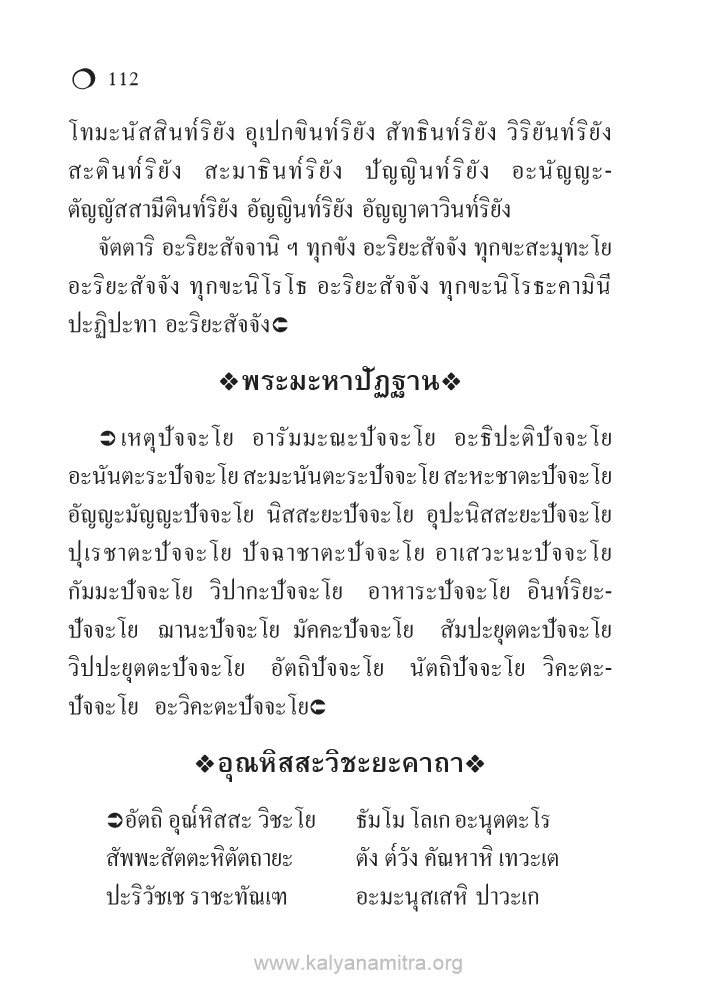 ❍ 112
โทมะนัสสินท์ริยัง อุเปกขินท์ริยัง สัทธินท์ริยัง วิริยันท์ริยัง
สะตินท์ริยัง สะมาธินท์ริยัง ปัญญินท์ริยัง อะนัญญะ-
ตัญญัสสามีตินท์ริยัง อัญญินท์ริยัง อัญญาตาวินท์ริยัง
จัตตาริ อะริยะสัจจานิ ฯ ทุกขัง อะริยะสัจจัง ทุกขะสะมุทะโย
อะริยะสัจจัง ทุกขะนิโรโธ อะริยะสัจจัง ทุกขะนิโรธะคามินี
ปะฏิปะทา อะริยะสัจจัง➲
❖พระมะหาปัฏฐาน❖
➲เหตุปัจจะโย อารัมมะณะปัจจะโย อะธิปะติปัจจะโย
อะนันตะระปัจจะโย สะมะนันตะระปัจจะโย สะหะชาตะปัจจะโย
อัญญะมัญญะปัจจะโย นิสสะยะปัจจะโย อุปะนิสสะยะปัจจะโย
ปุเรชาตะปัจจะโย ปัจฉาชาตะปัจจะโย อาเสวะนะปัจจะโย
กัมมะปัจจะโย วิปากะปัจจะโย อาหาระปัจจะโย อินท์ริยะ-
ปัจจะโย ฌานะปัจจะโย มัคคะปัจจะโย สัมปะยุตตะปัจจะโย
วิปปะยุตตะปัจจะโย อัตถิปัจจะโย นัตถิปัจจะโย วิคะตะ-
ปัจจะโย อะวิคะตะปัจจะโย➲
❖อุณหิสสะวิชะยะคาถา❖
➲อัตถิ อุณ์หิสสะ วิชะโย ธัมโม โลเก อะนุตตะโร
สัพพะสัตตะหิตัตถายะ ตัง ต์วัง คัณหาหิ เทวะเต
ปะริวัชเช ราชะทัณเฑ อะมะนุสเสหิ ปาวะเก
www.kalyanamitra.org